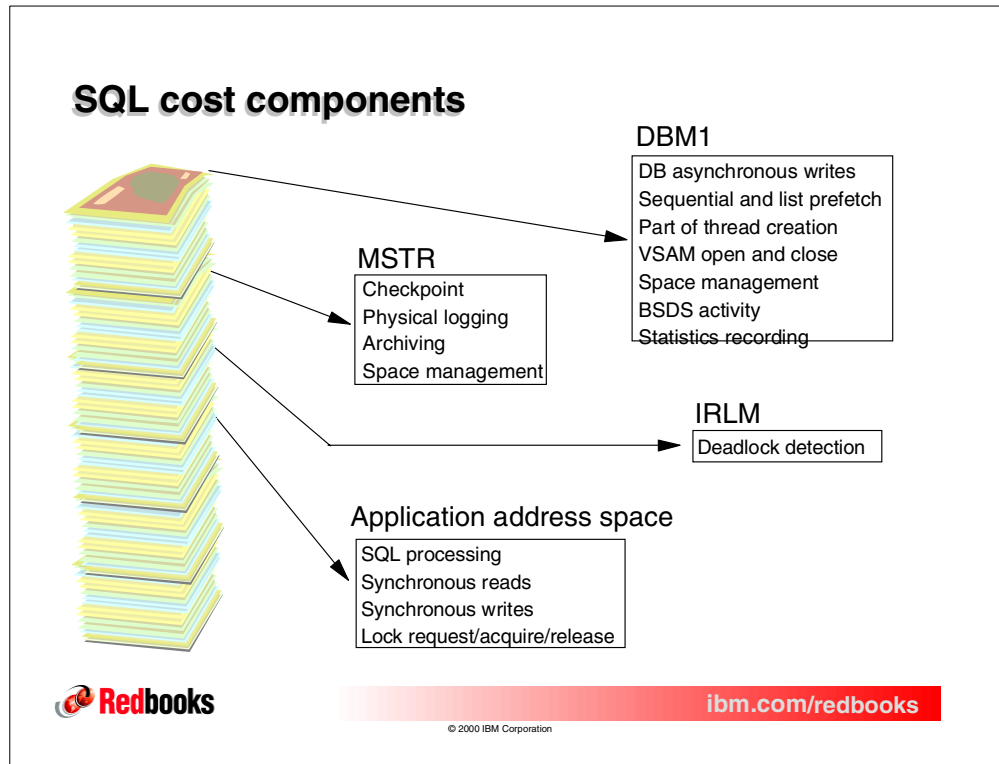 SQL cost components
DBM1
DB asynchronous writes
Sequential and list prefetch
Part of thread creation
VSAM open and close
Space management
BSDS activity
Statistics recording
MSTR
Checkpoint
Physical logging
Archiving
Space management
IRLM
Deadlock detection
Application address space
SQL processing
Synchronous reads
Synchronous writes
Lock request/acquire/release
Redbooks
ibm.com/redbooks
© 2000 IBM Corporation